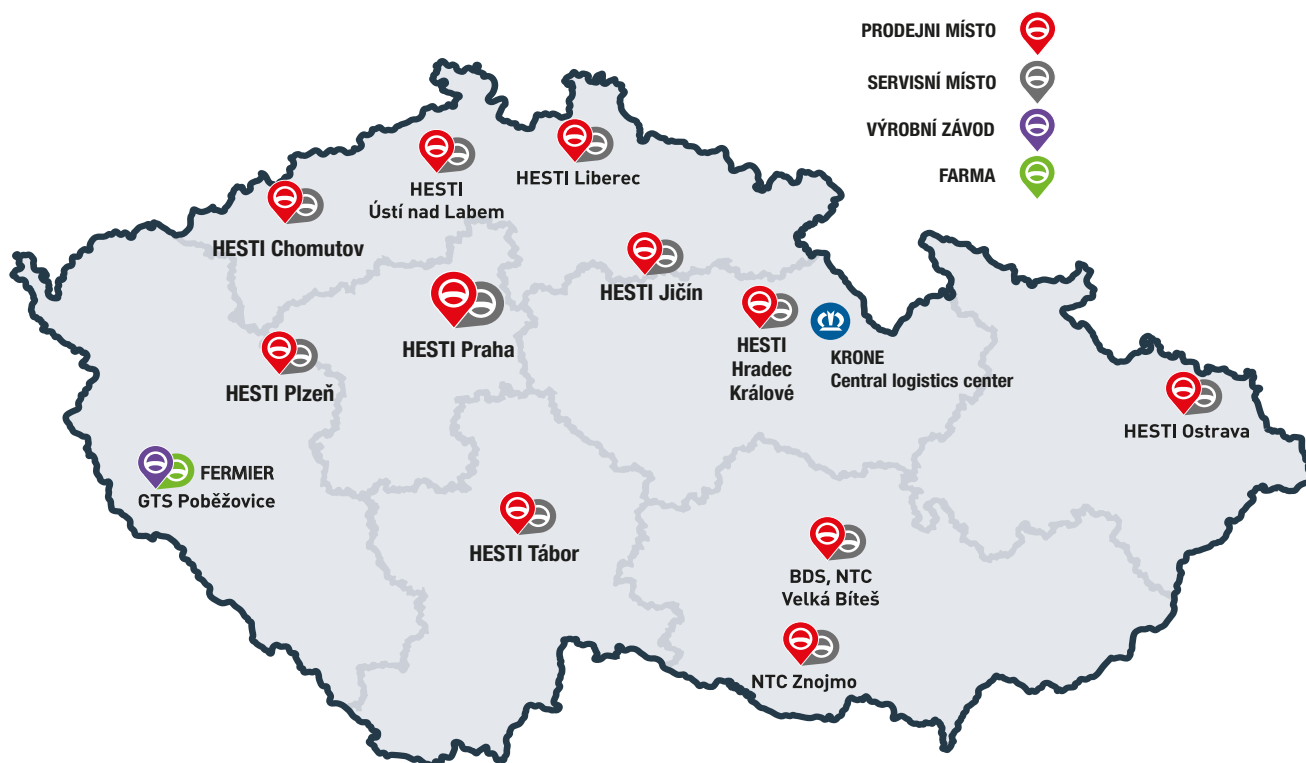 PRODEJNI MÍSTO
SERVISNÍ MÍSTO
VÝROBNÍ ZÁVOD
FARMA
HESTI
Ústí nad Labem
HESTI Liberec
HESTI Chomutov
HESTI Jičín
HESTI Praha
HESTI
Hradec
Králové
KRONE
Central logistics center
HESTI Plzeň
HESTI Ostrava
FERMIER
GTS Poběžovice
HESTI Tábor
BDS, NTC
Velká Bíteš
NTC Znojmo